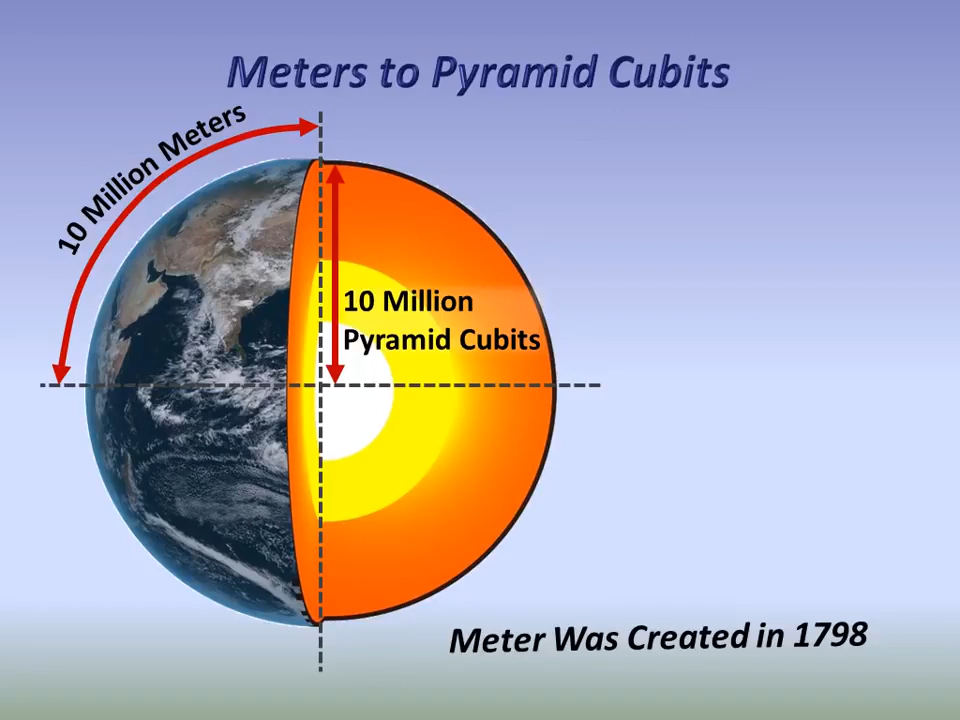 Meters to Pyramid Cubits
10 Million Meters
10 Million
Pyramid Cubits
Meter Was Created in 1798